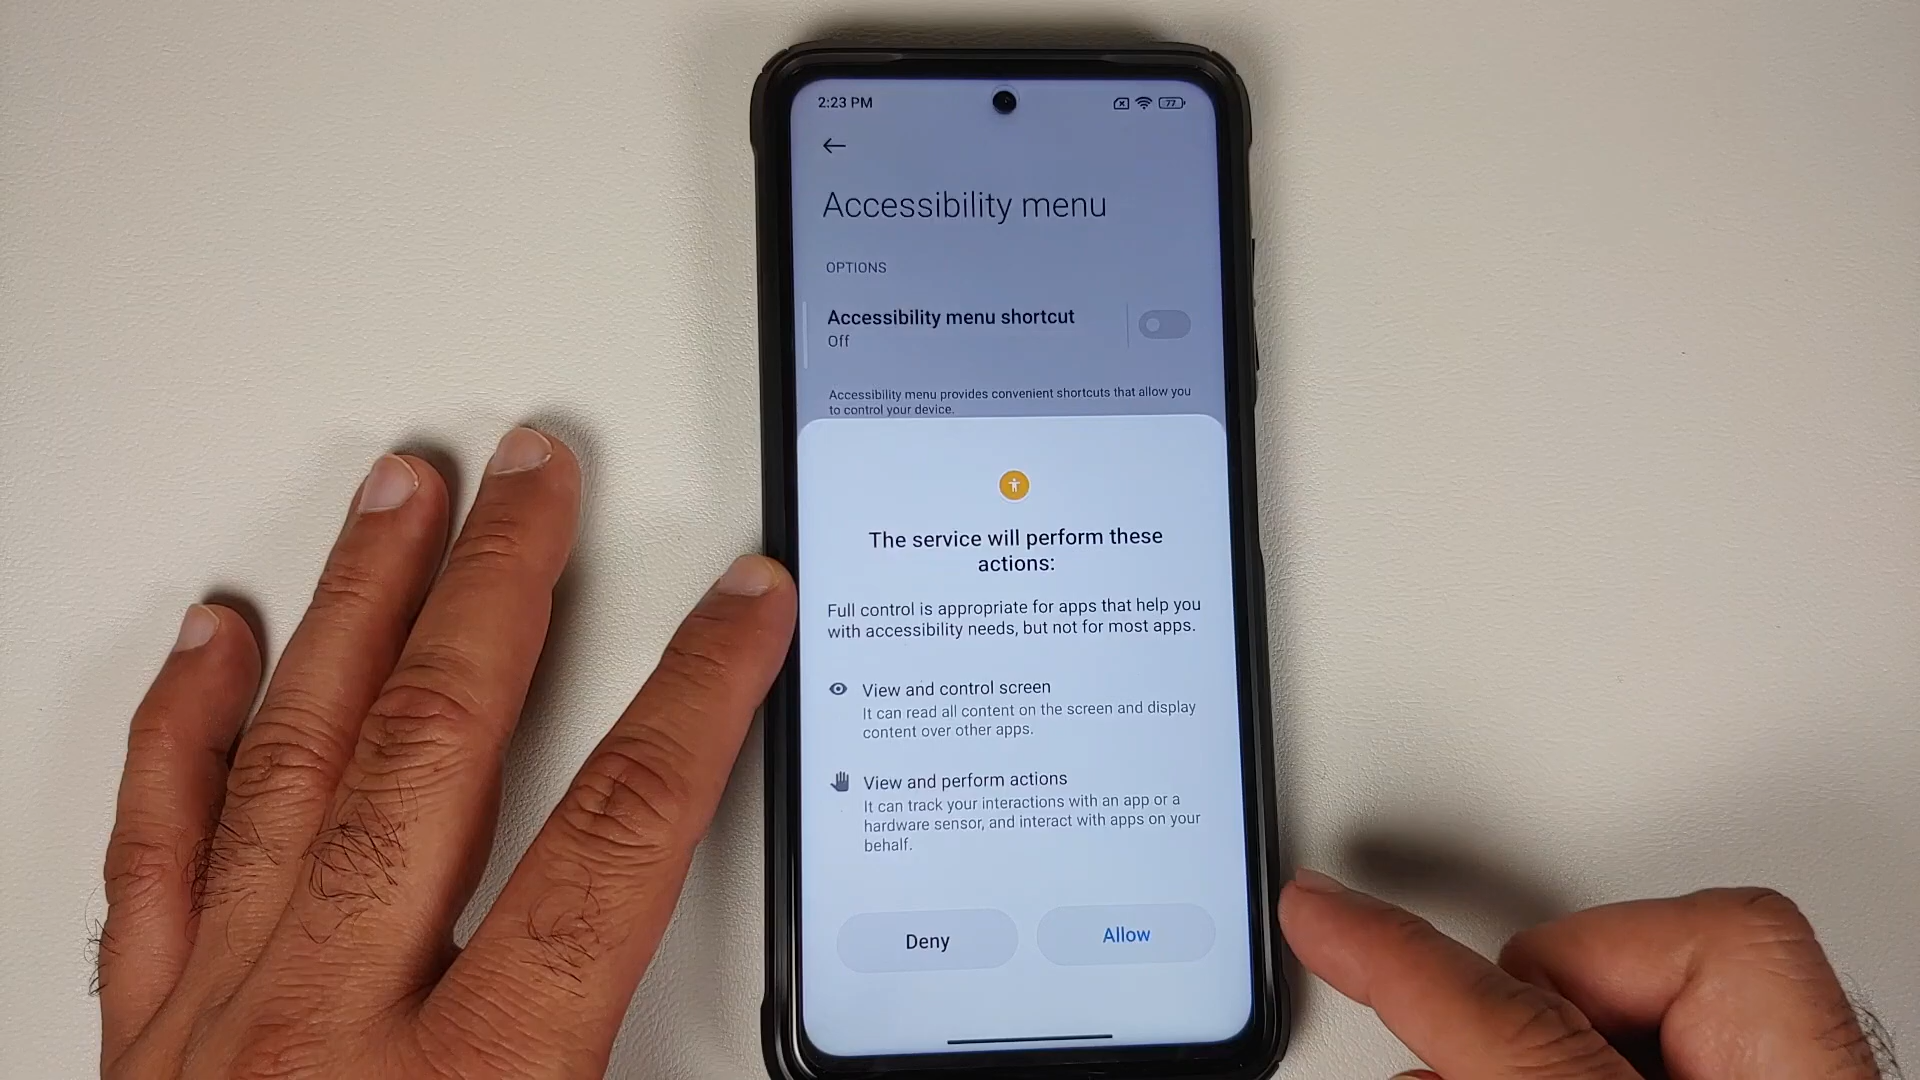 2:23 PM
77
Accessibility menu
OPTIONS
Accessibility menu shortcut
Off
Accessibility menu provides convenient shortcuts that allow you
to control your device.
The service will perform these
actions:
Full control is appropriate for apps that help you
with accessibility needs, but not for most apps.
View and control screen
It can read all content on the screen and display
content over other apps.
View and perform actions
It can track your interactions with an app or a
hardware sensor, and interact with apps on your
behalf.
Deny
Allow